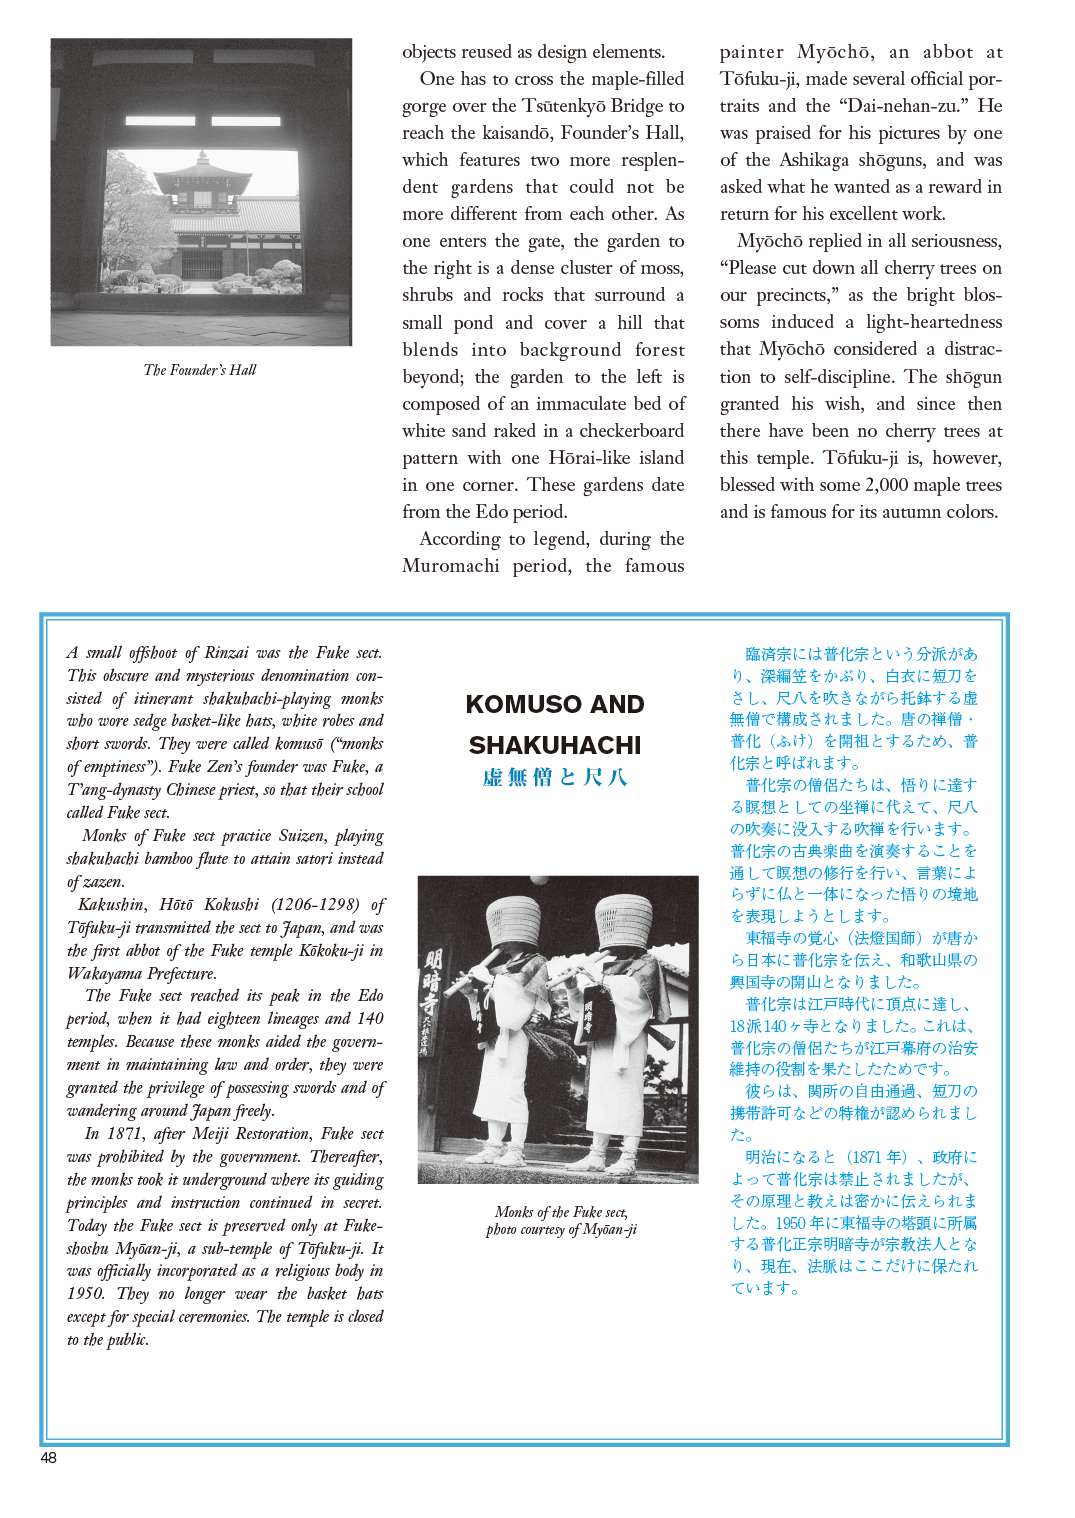 The Founder's Hall
objects reused as design elements.
One has to cross the maple-filled
gorge over the Tsūtenkyō Bridge to
reach the kaisandō, Founder's Hall,
which features two more resplen-
dent gardens that could not be
more different from each other. As
one enters the gate, the garden to
the right is a dense cluster of moss,
shrubs and rocks that surround a
small pond and cover a hill that
blends into background forest
beyond; the garden to the left is
composed of an immaculate bed of
white sand raked in a checkerboard
pattern with one Hōrai-like island
in one corner. These gardens date
from the Edo period.
According to legend, during the
Muromachi period, the famous
painter Myōchō, an abbot at
Tōfuku-ji, made several official por-
traits and the “Dai-nehan-zu.” He
was praised for his pictures by one
of the Ashikaga shōguns, and was
asked what he wanted as a reward in
return for his excellent work.
Myōchō replied in all seriousness,
“Please cut down all cherry trees on
our precincts,” as the bright blos-
soms induced a light-heartedness
that Myōchō considered a distrac-
tion to self-discipline. The shōgun
granted his wish, and since then
there have been no cherry trees at
this temple. Tōfuku-ji is, however,
blessed with some 2,000 maple trees
and is famous for its autumn colors.
A small offshoot of Rinzai was the Fuke sect.
This obscure and mysterious denomination con-
sisted of itinerant shakuhachi-playing monks
who wore sedge basket-like hats, white robes and
short swords. They were called komusō (“monks
of emptiness”). Fuke Zen's founder was Fuke, a
T'ang-dynasty Chinese priest, so that their school
called Fuke sect.
Monks of Fuke sect practice Suizen, playing
shakuhachi bamboo flute to attain satori instead
of zazen.
Kakushin, Hōtō Kokushi (1206-1298) of
Tōfuku-ji transmitted the sect to Japan, and was
the first abbot of the Fuke temple Kōkoku-ji in
Wakayama Prefecture.
The Fuke sect reached its peak in the Edo
period, when it had eighteen lineages and 140
temples. Because these monks aided the govern-
ment in maintaining law and order, they were
granted the privilege of possessing swords and of
wandering around Japan freely.
In 1871, after Meiji Restoration, Fuke sect
was prohibited by the government. Thereafter,
the monks took it underground where its guiding
principles and instruction continued in secret.
Today the Fuke sect is preserved only at Fuke-
shoshu Myōan-ji, a sub-temple of Tōfuku-ji. It
was officially incorporated as a religious body in
1950. They no longer wear the basket hats
except for special ceremonies. The temple is closed
to the public.
KOMUSO AND
SHAKUHACHI
虚無僧と尺八
明暗寺
明暗
明暗寺
Monks of the Fuke sect,
photo courtesy of Myōan-ji
臨済宗には普化宗という分派があ
り、深編笠をかぶり、白衣に短刀を
さし、尺八を吹きながら托鉢する虚
無僧で構成されました。唐の禅僧・
普化（ふけ）を開祖とするため、普
化宗と呼ばれます。
普化宗の僧侶たちは、悟りに達す
る瞑想としての坐禅に代えて、尺八
の吹奏に没入する吹禅を行います。
普化宗の古典楽曲を演奏することを
通して瞑想の修行を行い、言葉によ
らずに仏と一体になった悟りの境地
を表現しようとします。
東福寺の覚心（法燈国師）が唐か
ら日本に普化宗を伝え、和歌山県の
興国寺の開山となりました。
普化宗は江戸時代に頂点に達し、
18派140ヶ寺となりました。これは、
普化宗の僧侶たちが江戸幕府の治安
維持の役割を果たしたためです。
彼らは、関所の自由通過、短刀の
携帯許可などの特権が認められまし
た。
明治になると（1871年）、政府に
よって普化宗は禁止されましたが、
その原理と教えは密かに伝えられま
した。1950年に東福寺の塔頭に所属
する普化正宗明暗寺が宗教法人とな
り、現在、法脈はここだけに保たれ
ています。
48